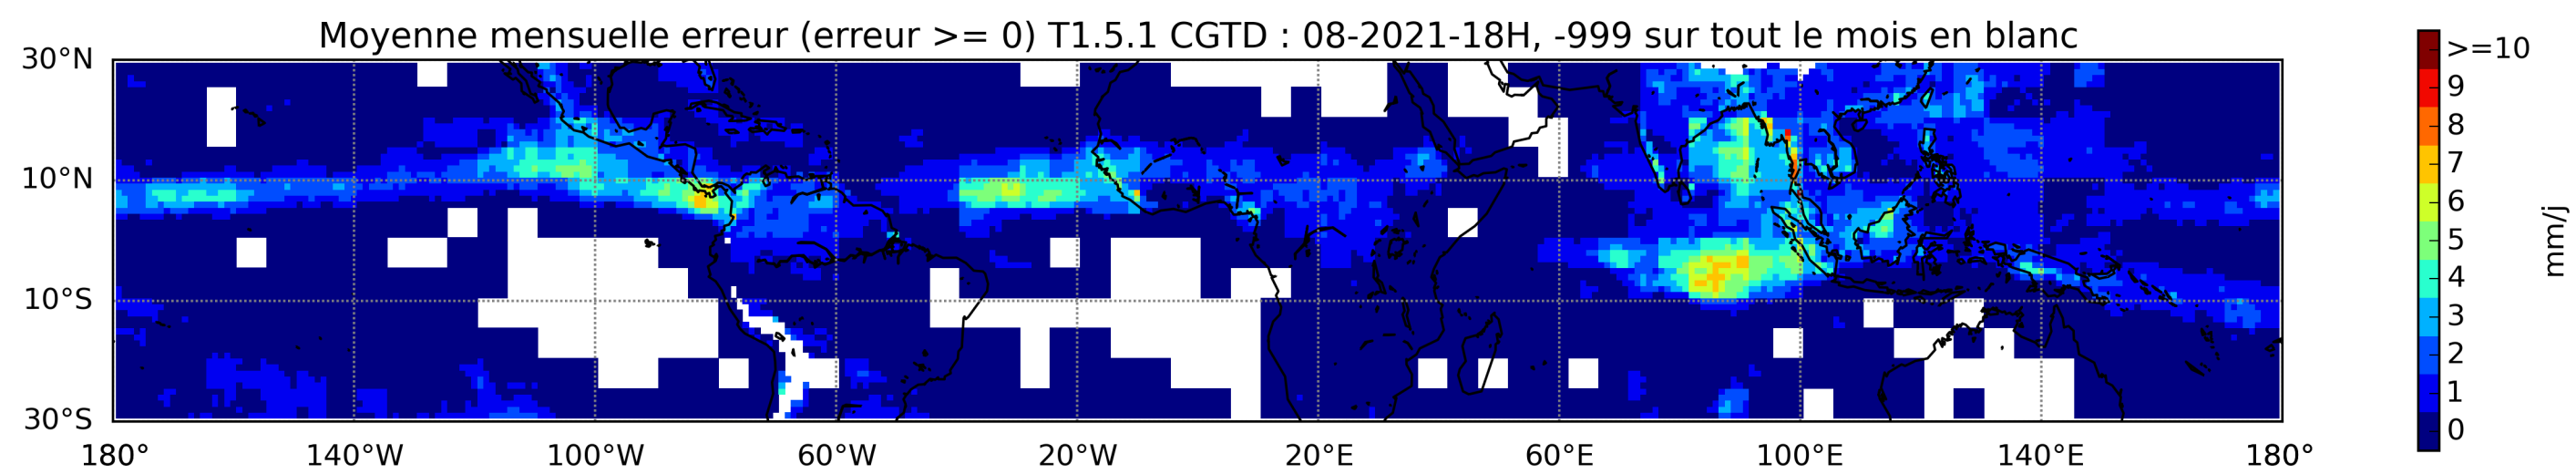 Moyenne mensuelle erreur (erreur >= 0) T1.5.1 CGTD : 08-2021-18H, -999 sur tout le mois en blanc
30°N
10°N
10°S
30°S
180° 140°W 100°W 60°W 20°W 20°E 60°E 100°E 140°E 180°
>=10
9
8
7
6
5
4
3
2
1
0
mm/j